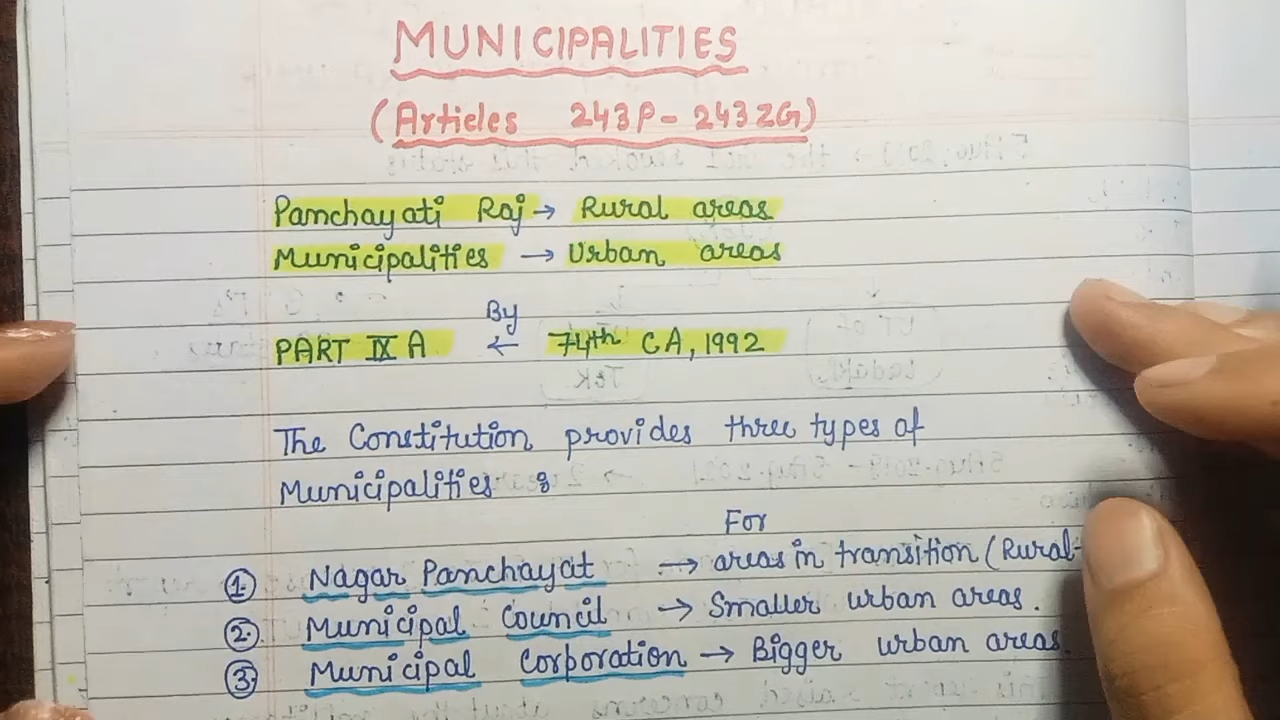 MUNICIPALITIES
(Articles 243P - 243ZG)
Panchayati Raj → Rural areas
Municipalities → Urban areas
By
PART IX A ← 74th CA, 1992
The Constitution provides three types of
Municipalities :
For
1. Nagar Panchayat → areas in transition (Rural-
2. Municipal Council → Smaller urban areas.
3. Municipal Corporation → Bigger urban areas.